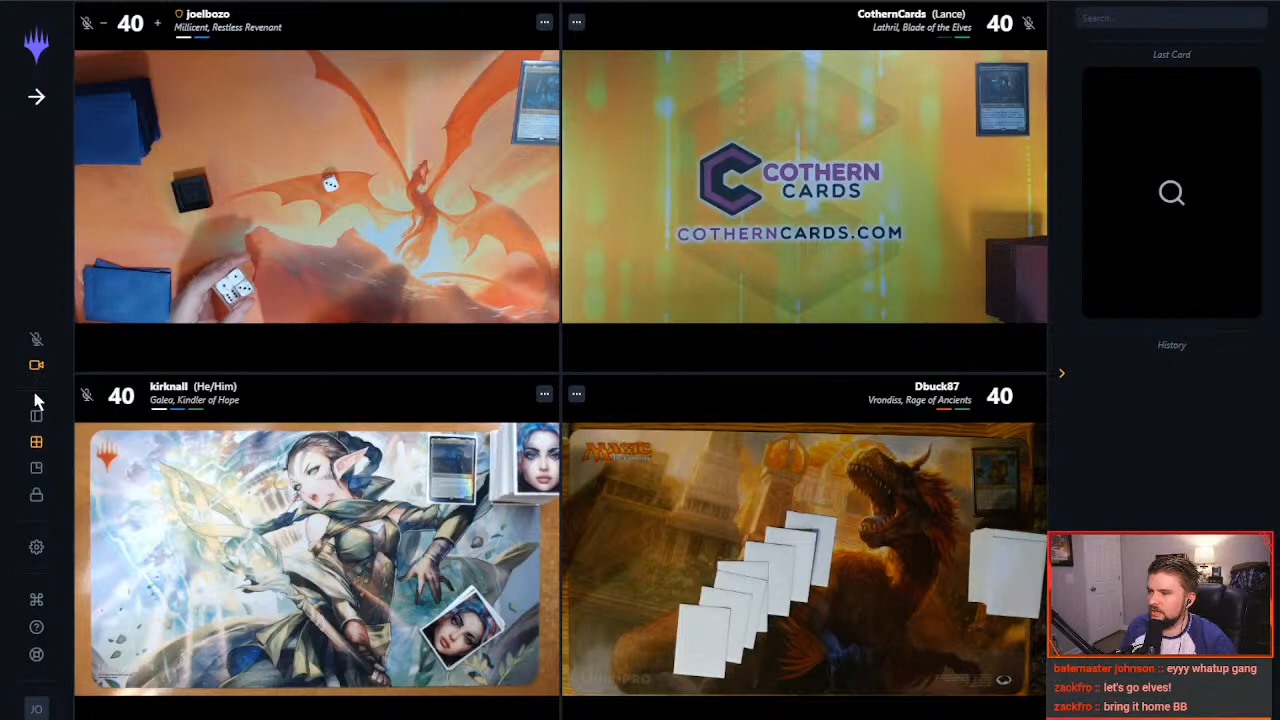 40
joelbozo
Millicent, Restless Revenant
CothernCards (Lance)
Lathril, Blade of the Elves
40
Search...
Last Card
COTHERN
CARDS
COTHERNCARDS.COM
History
40
kirknall (He/Him)
Galea, Kindler of Hope
Dbuck87
Vrondiss, Rage of Ancients
40
MAGIC
batemaster johnson :: eyyy whatup gang
zackfro :: let's go elves!
zackfro :: bring it home BB
JO